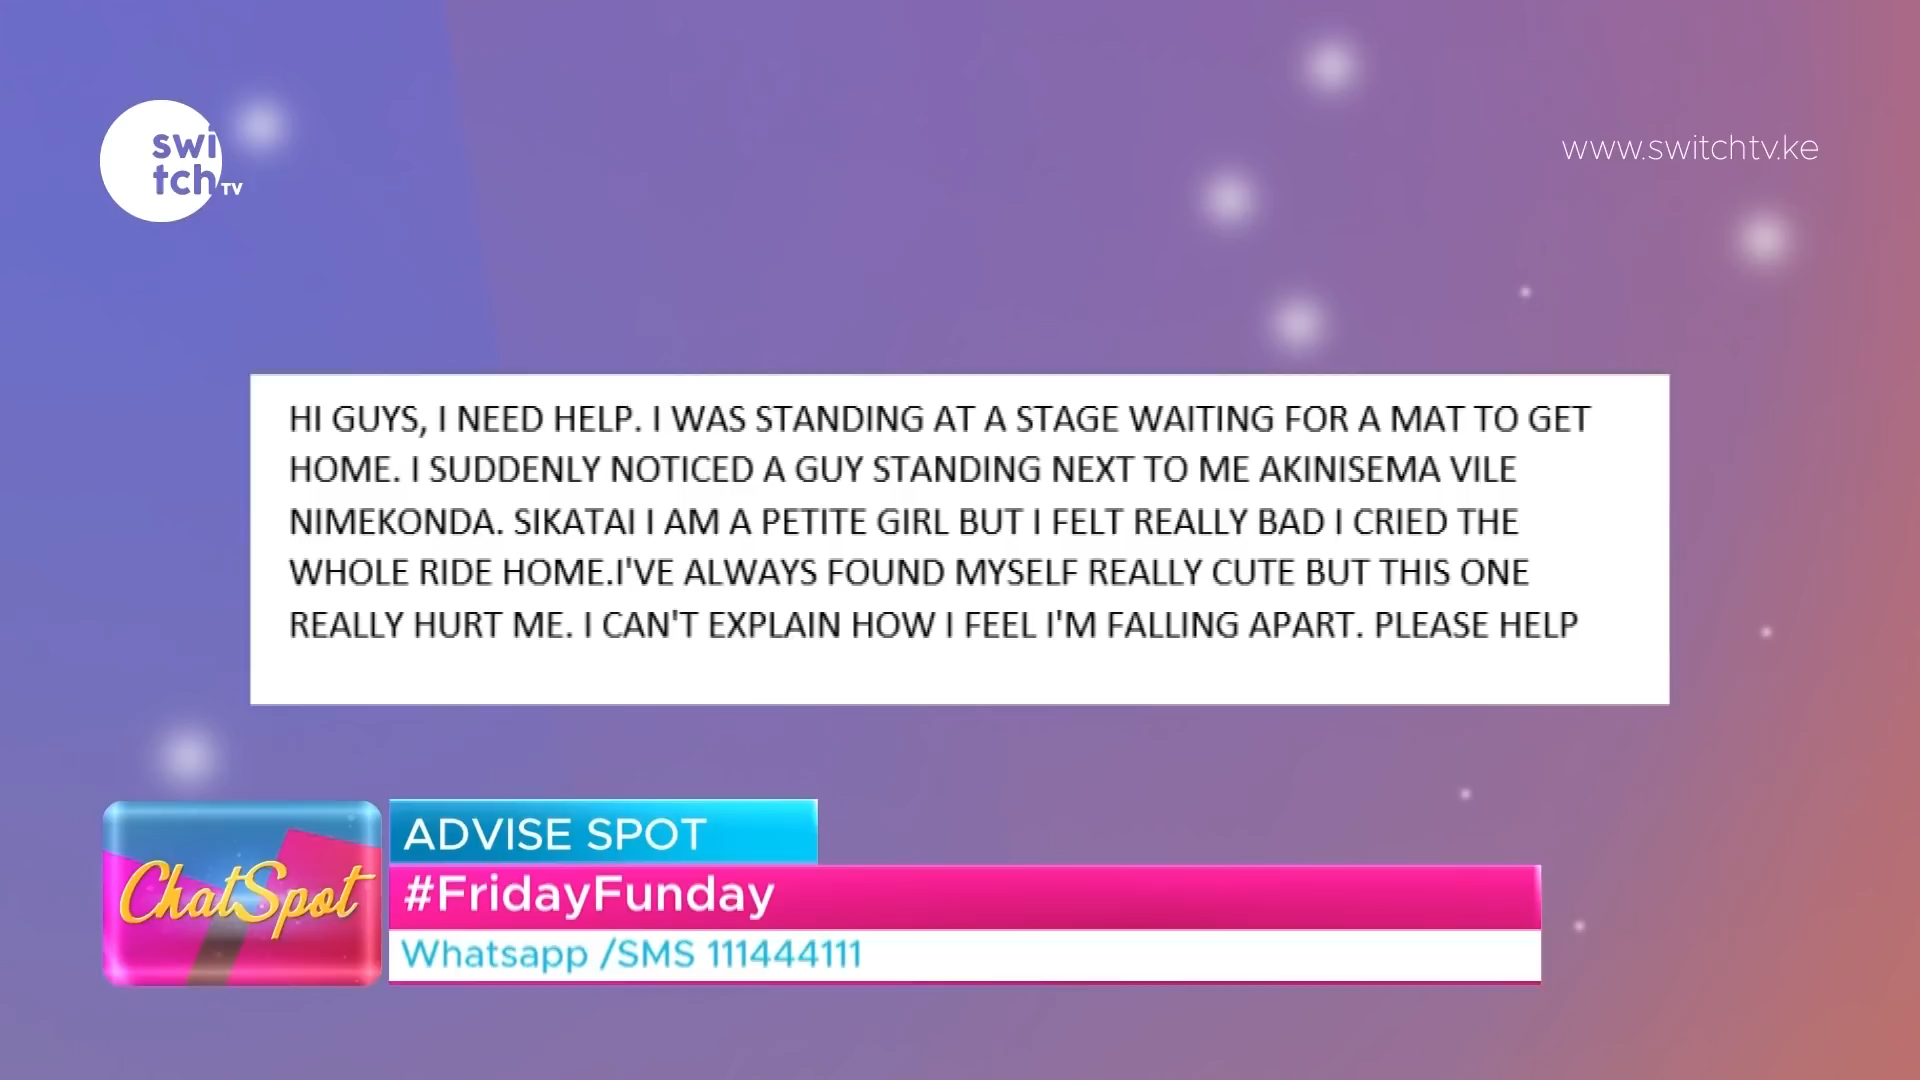 swi
tch TV
www.switchtv.ke
HI GUYS, I NEED HELP. I WAS STANDING AT A STAGE WAITING FOR A MAT TO GET
HOME. I SUDDENLY NOTICED A GUY STANDING NEXT TO ME AKINISEMA VILE
NIMEKONDA. SIKATAI I AM A PETITE GIRL BUT I FELT REALLY BAD I CRIED THE
WHOLE RIDE HOME.I'VE ALWAYS FOUND MYSELF REALLY CUTE BUT THIS ONE
REALLY HURT ME. I CAN'T EXPLAIN HOW I FEEL I'M FALLING APART. PLEASE HELP
ChatSpot
ADVISE SPOT
#FridayFunday
Whatsapp /SMS 111444111